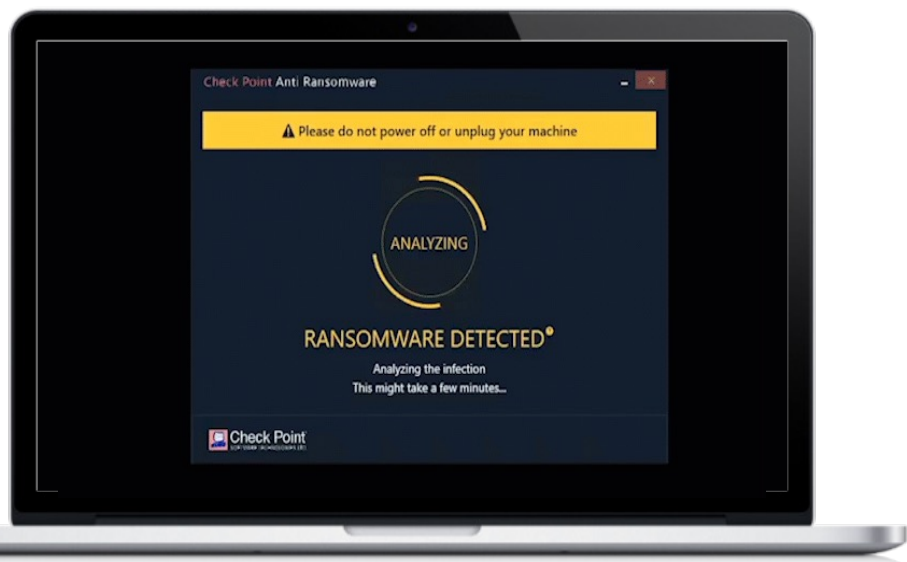 Check Point Anti Ransomware
Please do not power off or unplug your machine
ANALYZING
RANSOMWARE DETECTED
Analyzing the infection
This might take a few minutes...
Check Point